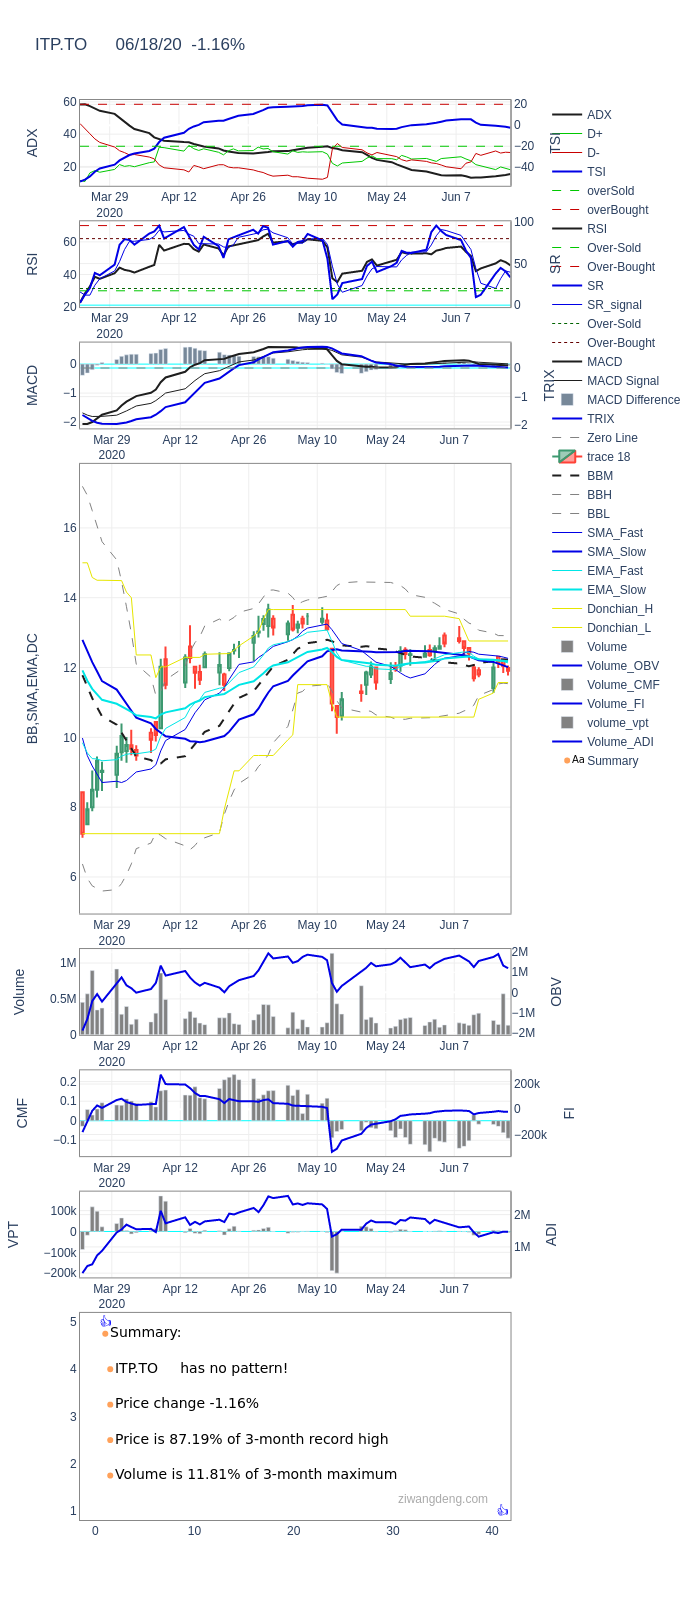 ITP.TO 06/18/20 -1.16%
60
40
20
ADX
20
0
−20
−40
TSI
Mar 29 Apr 12 Apr 26 May 10 May 24 Jun 7
2020
60
40
20
RSI
100
50
0
SR
Mar 29 Apr 12 Apr 26 May 10 May 24 Jun 7
2020
0
−1
−2
MACD
0
−1
−2
TRIX
Mar 29 Apr 12 Apr 26 May 10 May 24 Jun 7
2020
16
14
12
10
8
6
BB,SMA,EMA,DC
Mar 29 Apr 12 Apr 26 May 10 May 24 Jun 7
2020
1M
0.5M
0
Volume
2M
1M
0
−1M
−2M
OBV
Mar 29 Apr 12 Apr 26 May 10 May 24 Jun 7
2020
0.2
0.1
0
−0.1
CMF
200k
0
−200k
FI
Mar 29 Apr 12 Apr 26 May 10 May 24 Jun 7
2020
100k
0
−100k
−200k
VPT
2M
1M
ADI
Mar 29 Apr 12 Apr 26 May 10 May 24 Jun 7
2020
5
4
3
2
1
Summary:
ITP.TO has no pattern!
Price change -1.16%
Price is 87.19% of 3-month record high
Volume is 11.81% of 3-month maximum
ziwangdeng.com
0 10 20 30 40
ADX
D+
D-
TSI
overSold
overBought
RSI
Over-Sold
Over-Bought
SR
SR_signal
Over-Sold
Over-Bought
MACD
MACD Signal
MACD Difference
TRIX
Zero Line
trace 18
BBM
BBH
BBL
SMA_Fast
SMA_Slow
EMA_Fast
EMA_Slow
Donchian_H
Donchian_L
Volume
Volume_OBV
Volume_CMF
Volume_FI
volume_vpt
Volume_ADI
Aa Summary